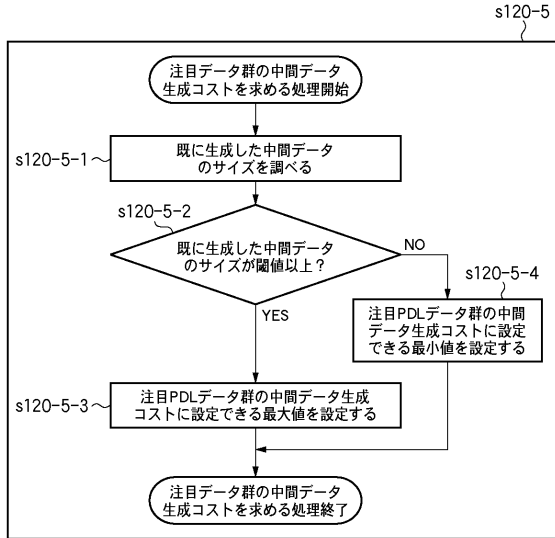 s120-5
注目データ群の中間データ
生成コストを求める処理開始
s120-5-1
既に生成した中間データ
のサイズを調べる
s120-5-2
既に生成した中間データ
のサイズが閾値以上？
NO
s120-5-4
注目PDLデータ群の中間
データ生成コストに設定
できる最小値を設定する
YES
s120-5-3
注目PDLデータ群の中間データ生成
コストに設定できる最大値を設定する
注目データ群の中間データ
生成コストを求める処理終了